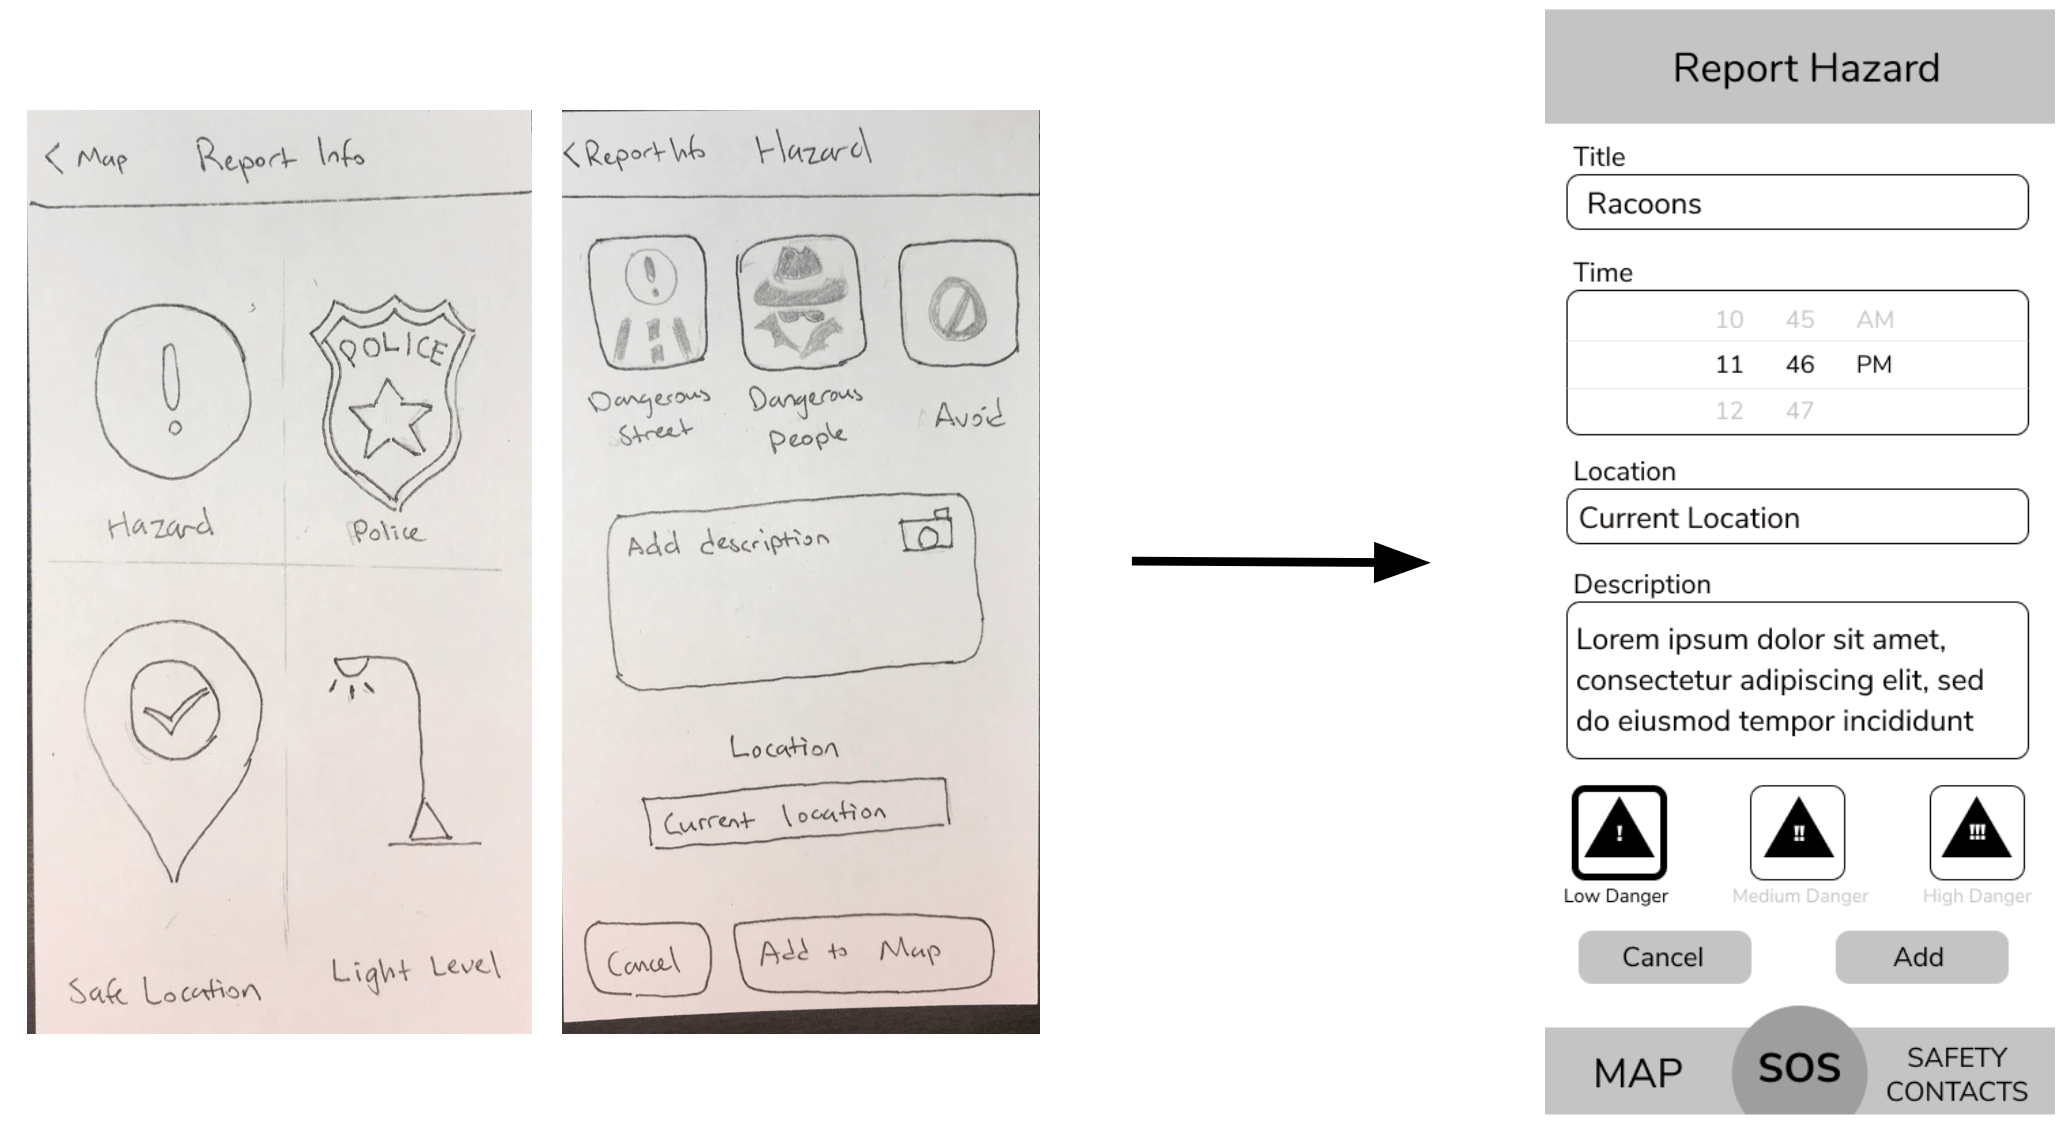 < Map Report Info
POLICE
Hazard Police
Safe Location Light Level
< Report Info Hazard
Dangerous Street
Dangerous People
Avoid
Add description
Location
Current location
Cancel Add to Map
Report Hazard
Title
Racoons
Time
10 45 AM
11 46 PM
12 47
Location
Current Location
Description
Lorem ipsum dolor sit amet,
consectetur adipiscing elit, sed
do eiusmod tempor incididunt
! !! !!!
Low Danger Medium Danger High Danger
Cancel Add
MAP SOS SAFETY
CONTACTS